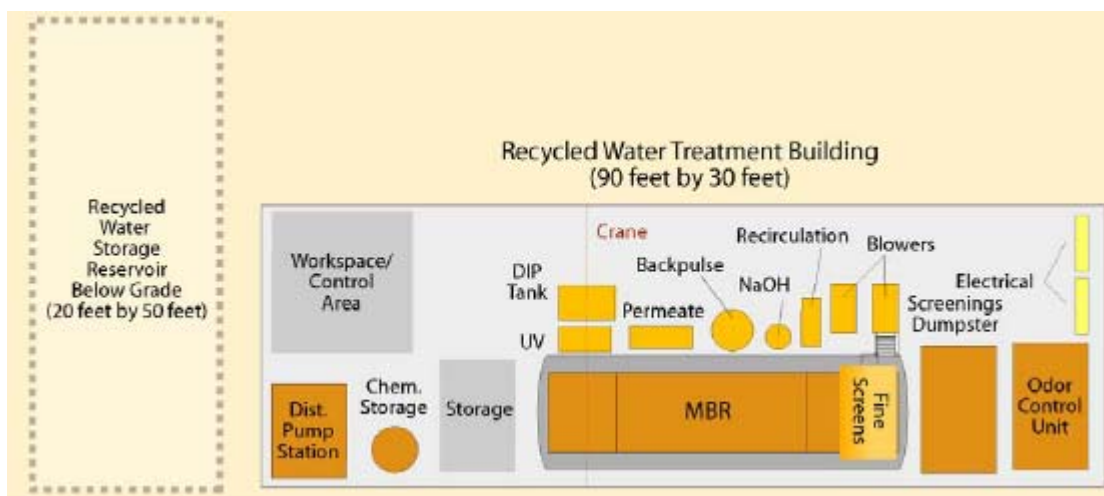 Recycled
Water
Storage
Reservoir
Below Grade
(20 feet by 50 feet)
Recycled Water Treatment Building
(90 feet by 30 feet)
Workspace/
Control
Area
Crane
DIP
Tank
UV
Permeate
Backpulse
NaOH
Recirculation
Blowers
Electrical
Screenings
Dumpster
Dist.
Pump
Station
Chem.
Storage
Storage
MBR
Fine
Screens
Odor
Control
Unit